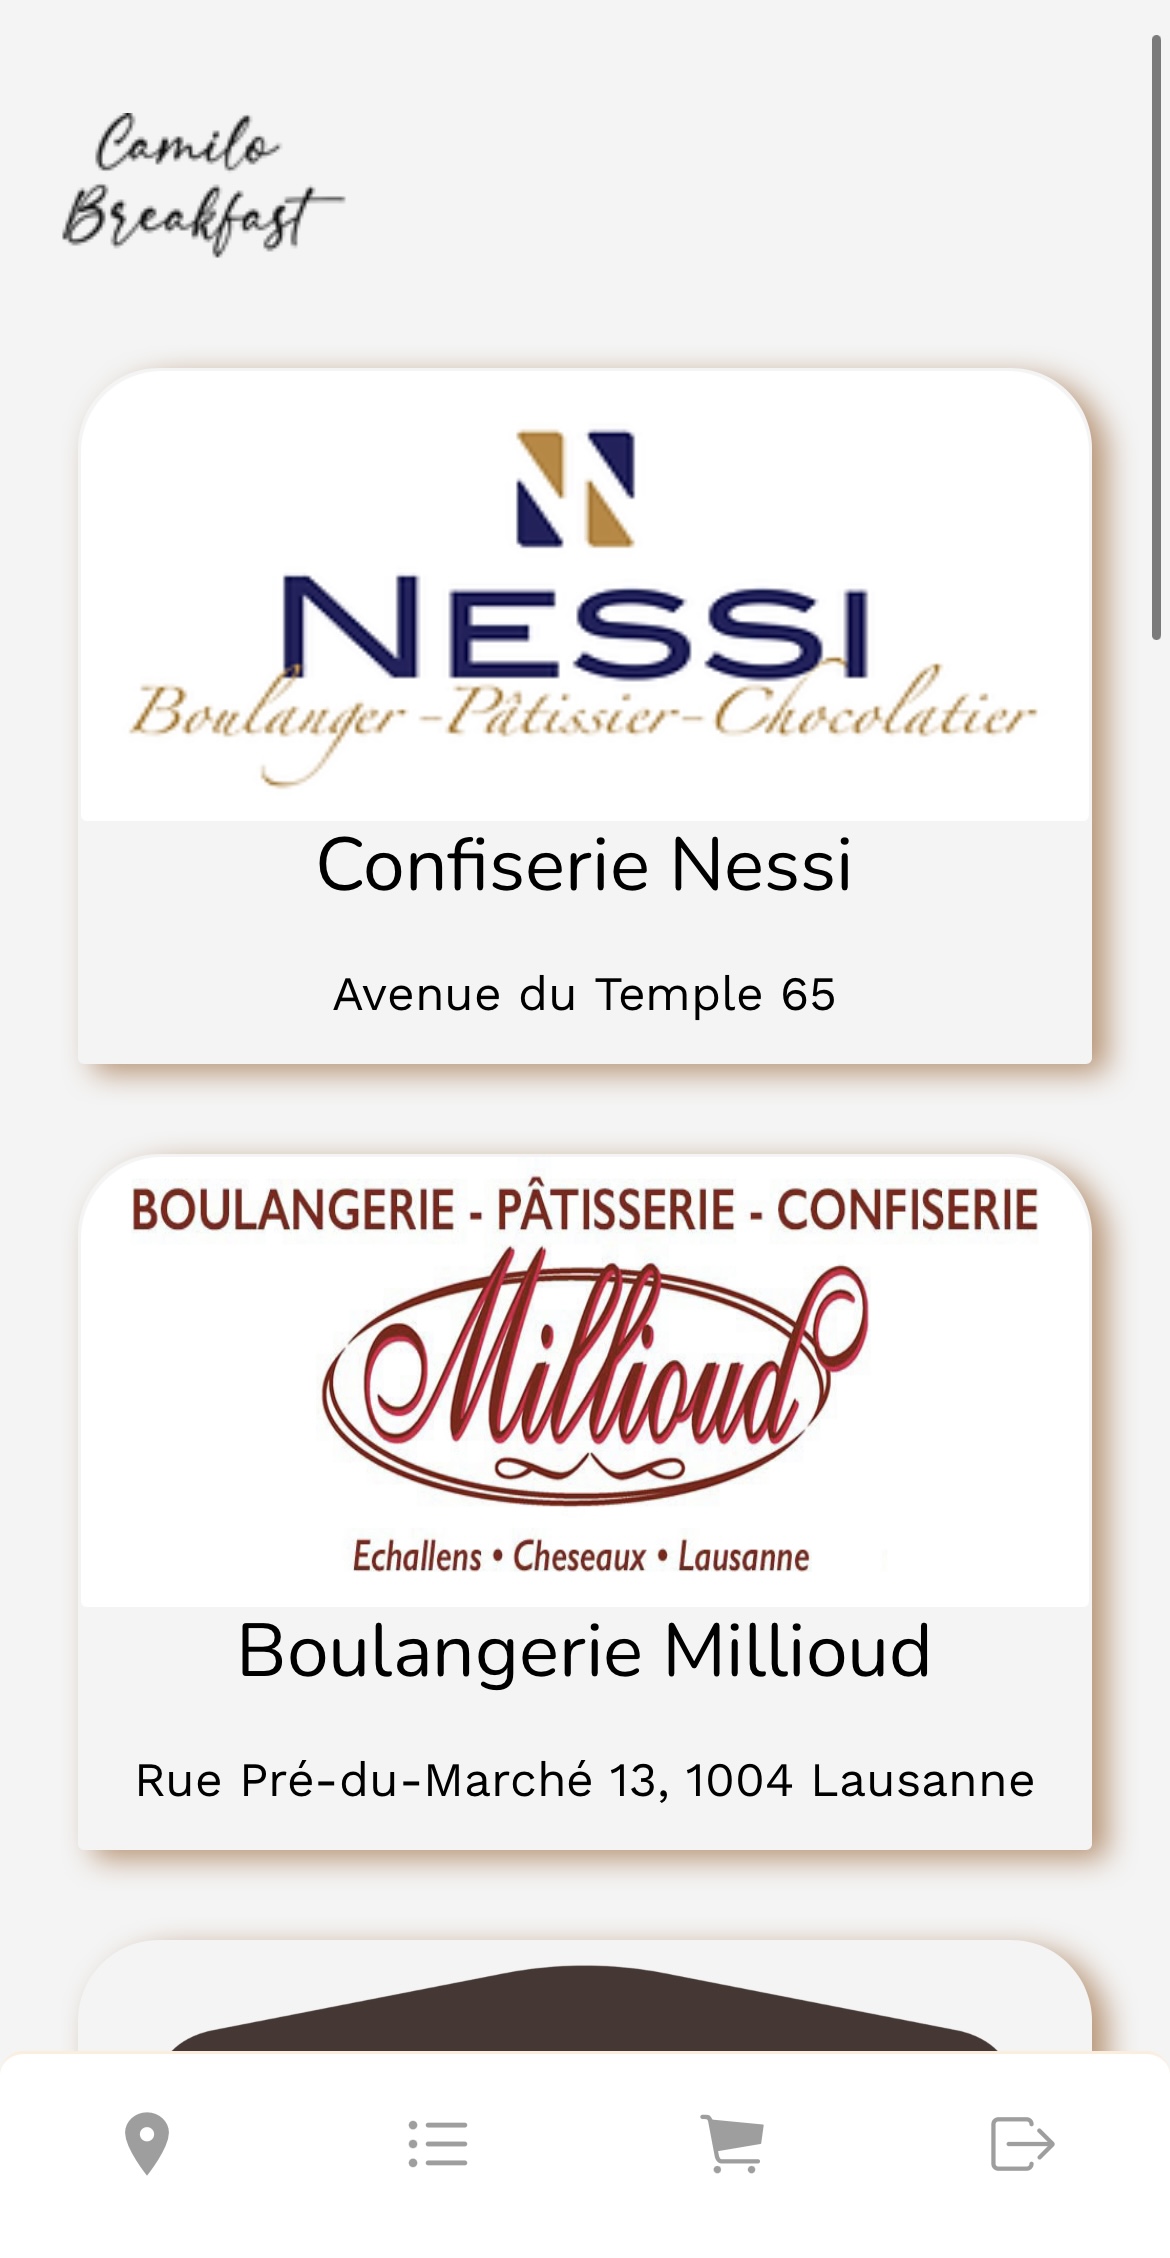 Camilo
Breakfast
NESSI
Boulanger - Pâtissier - Chocolatier
Confiserie Nessi
Avenue du Temple 65
BOULANGERIE - PÂTISSERIE - CONFISERIE
Millioud
Echallens • Cheseaux • Lausanne
Boulangerie Millioud
Rue Pré-du-Marché 13, 1004 Lausanne